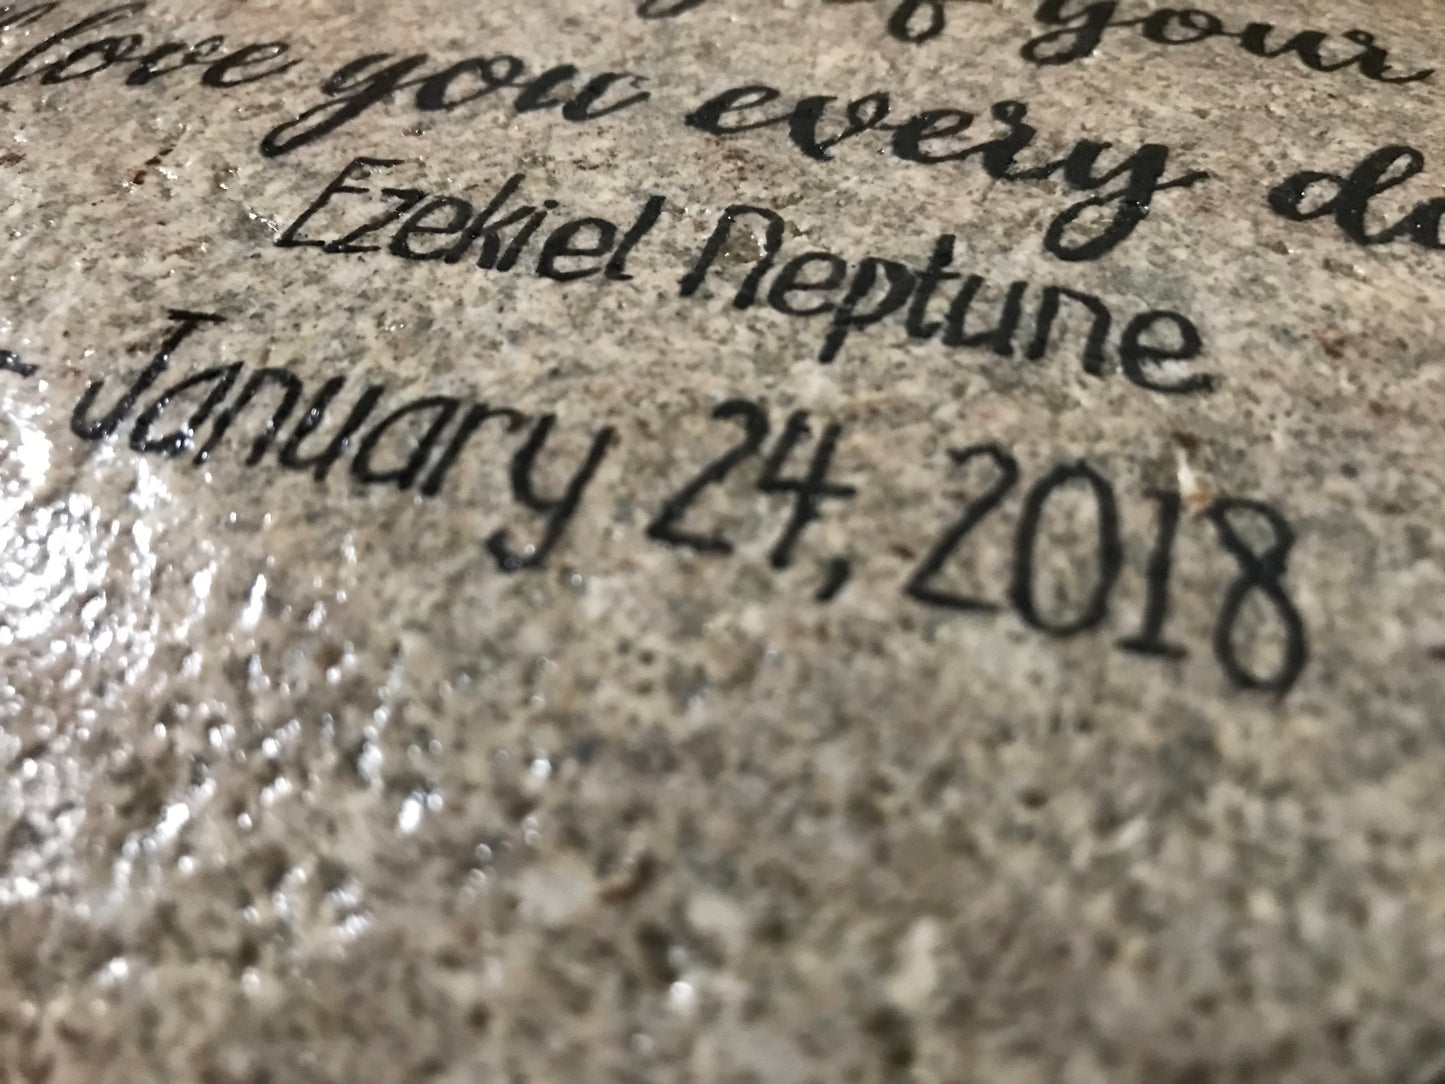 of your
love you every
Ezekiel Neptune
- January 24, 2018 -